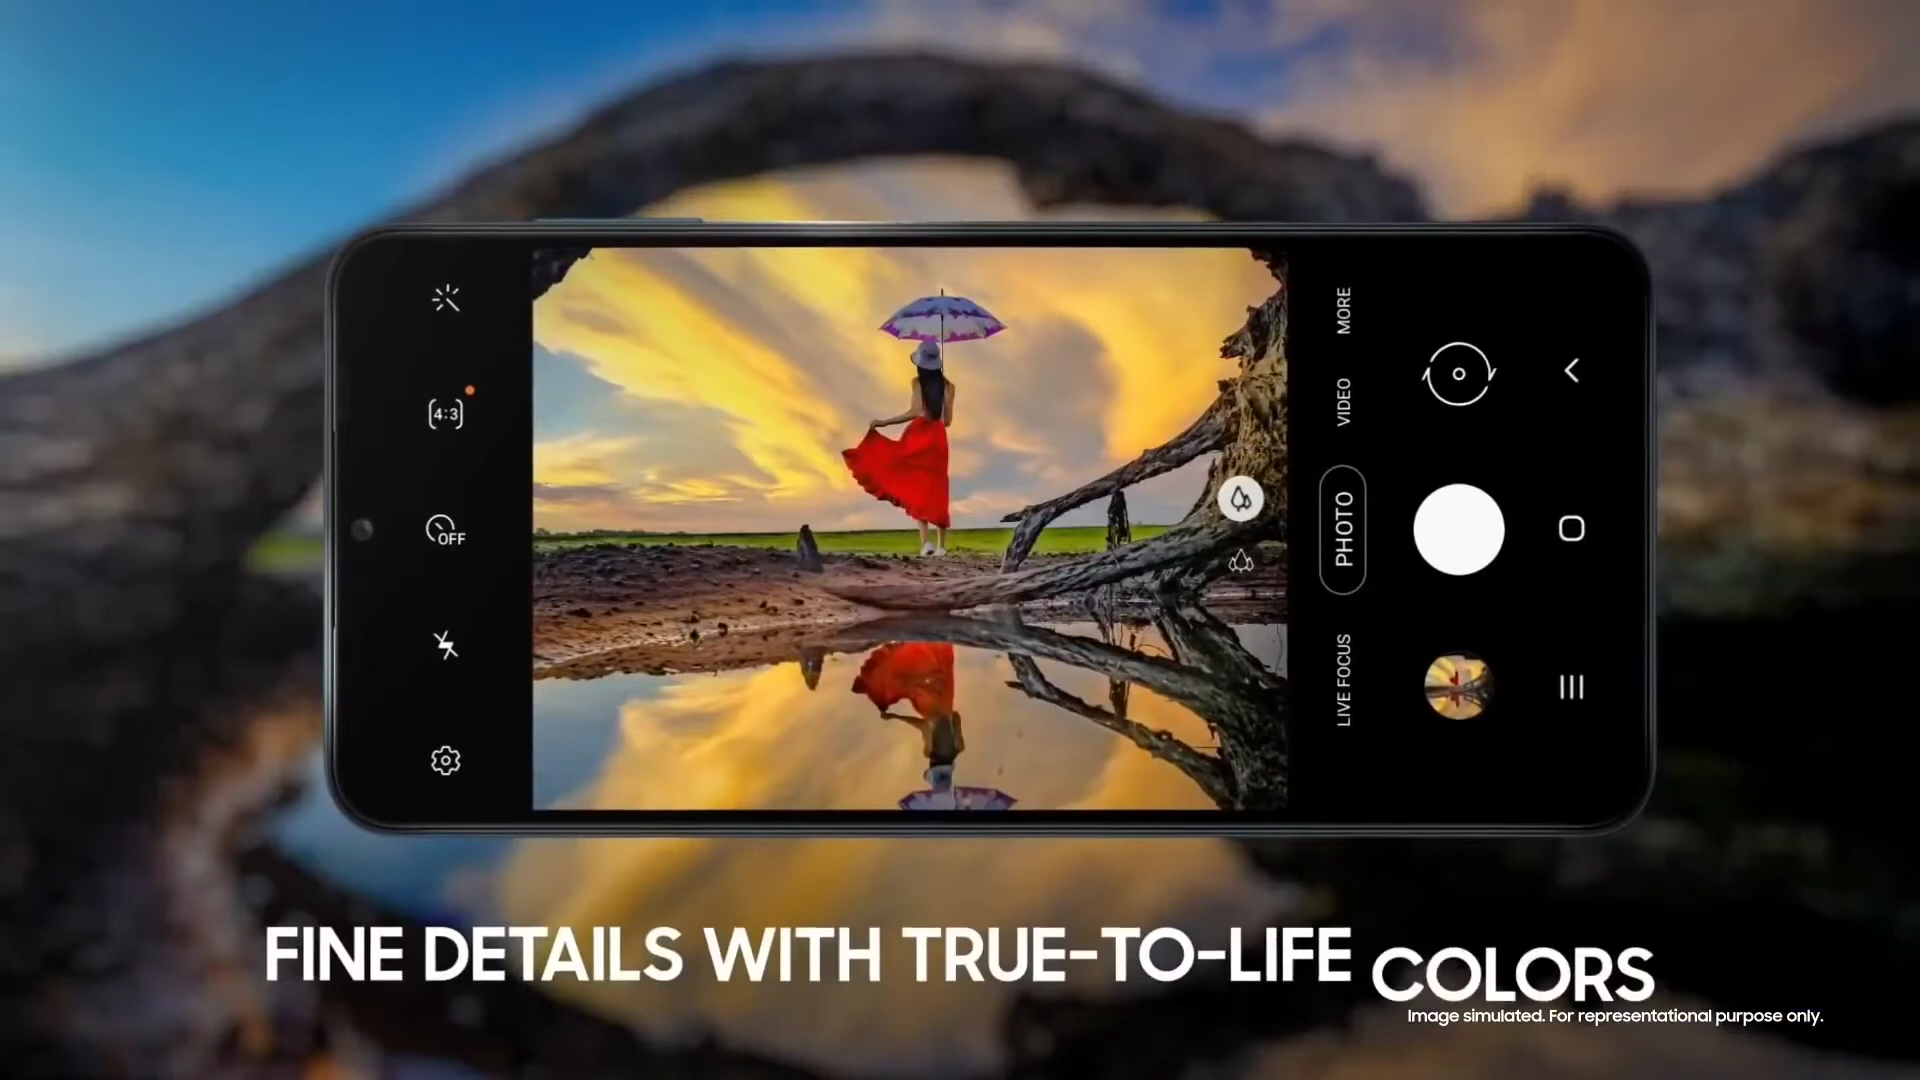 4:3
OFF
MORE
VIDEO
PHOTO
LIVE FOCUS
FINE DETAILS WITH TRUE-TO-LIFE COLORS
Image simulated. For representational purpose only.